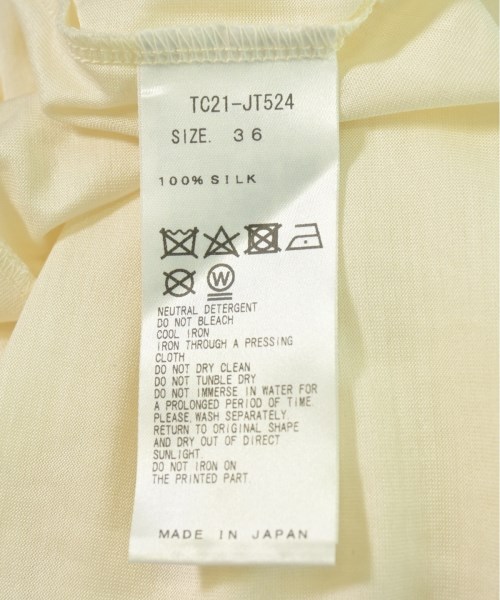 TC21-JT524
SIZE. 36
100% SILK
W
NEUTRAL DETERGENT
DO NOT BLEACH
COOL IRON
IRON THROUGH A PRESSING
CLOTH
DO NOT DRY CLEAN
DO NOT TUNBLE DRY
DO NOT IMMERSE IN WATER FOR
A PROLONGED PERIOD OF TIME.
PLEASE WASH SEPARATELY.
RETURN TO ORIGINAL SHAPE
AND DRY OUT OF DIRECT
SUNLIGHT.
DO NOT IRON ON
THE PRINTED PART.
MADE IN JAPAN